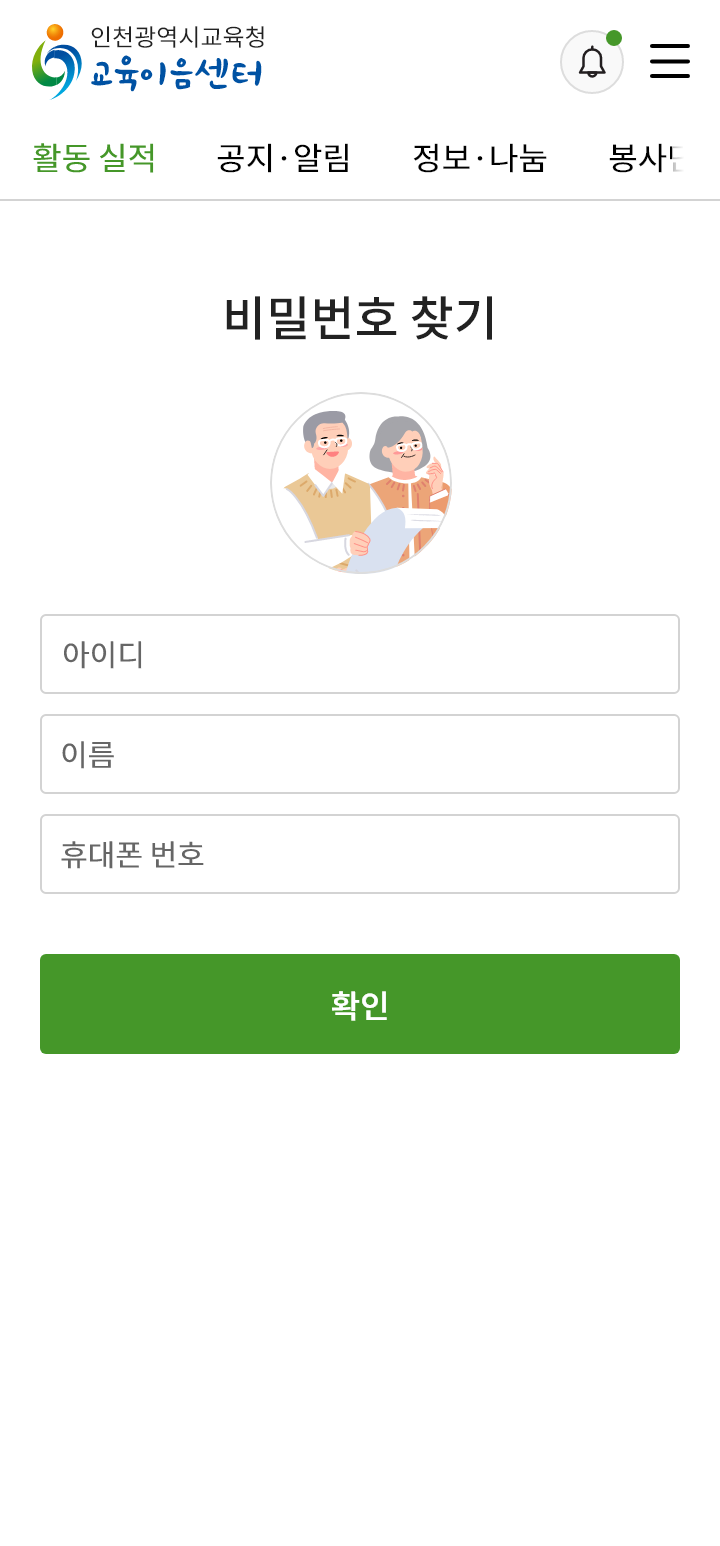 인천광역시교육청
교육이음센터
활동 실적 공지·알림 정보·나눔 봉사
비밀번호 찾기
아이디
이름
휴대폰 번호
확인